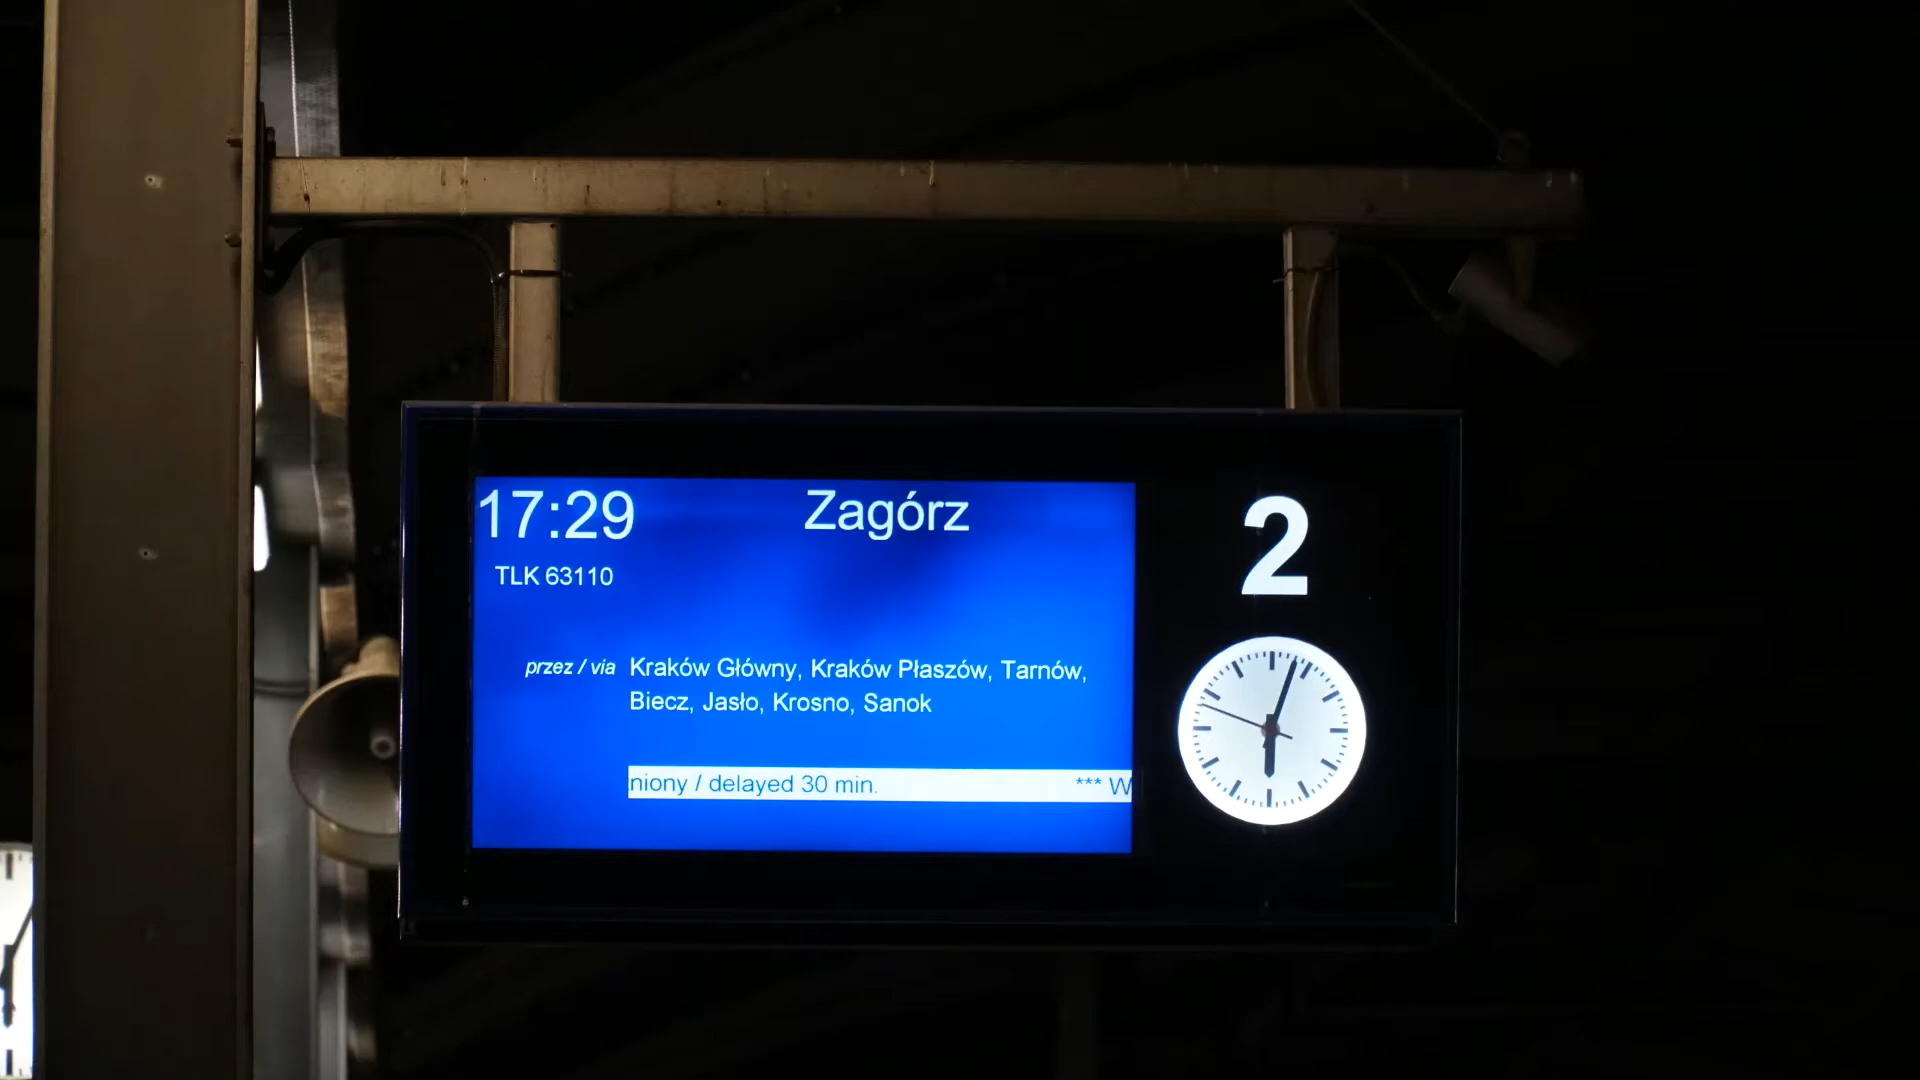 17:29 Zagórz 2
TLK 63110
przez / via Kraków Główny, Kraków Płaszów, Tarnów,
Biecz, Jasło, Krosno, Sanok
niony / delayed 30 min. *** W